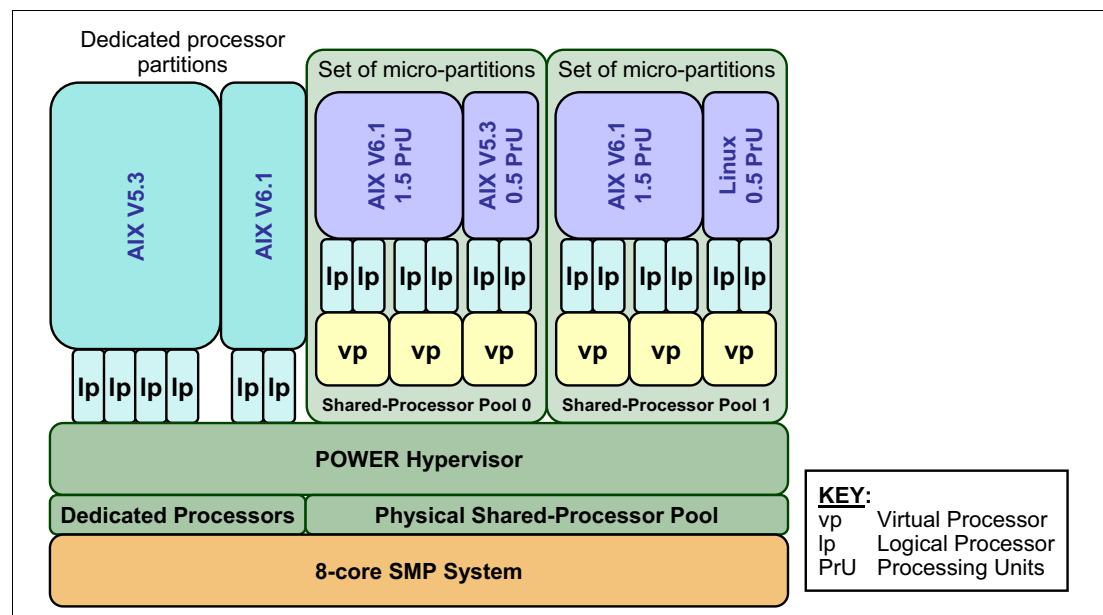 Dedicated processor
partitions
Set of micro-partitions
Set of micro-partitions
AIX V5.3
AIX V6.1
AIX V6.1
1.5 PrU
AIX V5.3
0.5 PrU
AIX V6.1
1.5 PrU
Linux
0.5 PrU
lp lp lp lp lp lp
lp lp lp lp lp lp
vp vp vp
vp vp vp
lp lp lp lp
lp lp
Shared-Processor Pool 0
Shared-Processor Pool 1
POWER Hypervisor
Dedicated Processors
Physical Shared-Processor Pool
8-core SMP System
KEY:
vp Virtual Processor
lp Logical Processor
PrU Processing Units